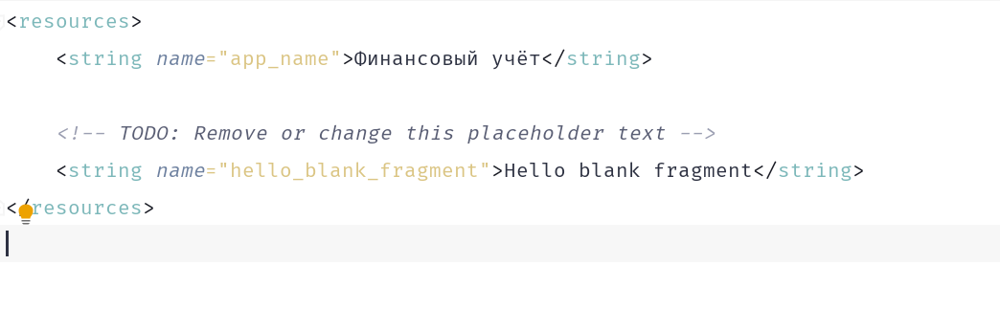 <resources>
    <string name="app_name">Финансовый учёт</string>
    <!-- TODO: Remove or change this placeholder text -->
    <string name="hello_blank_fragment">Hello blank fragment</string>
</resources>